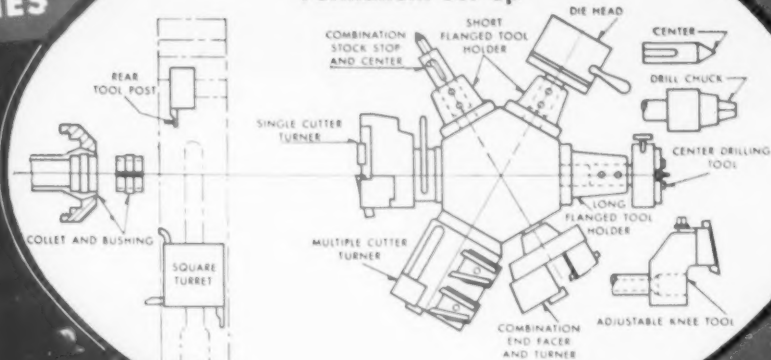 IES
DIE HEAD
SHORT
FLANGED TOOL
HOLDER
COMBINATION
STOCK STOP
AND CENTER
CENTER
REAR
TOOL POST
DRILL CHUCK
SINGLE CUTTER
TURNER
CENTER DRILLING
TOOL
LONG
FLANGED TOOL
HOLDER
COLLET AND BUSHING
MULTIPLE CUTTER
TURNER
SQUARE
TURRET
ADJUSTABLE KNEE TOOL
COMBINATION
END FACER
AND TURNER